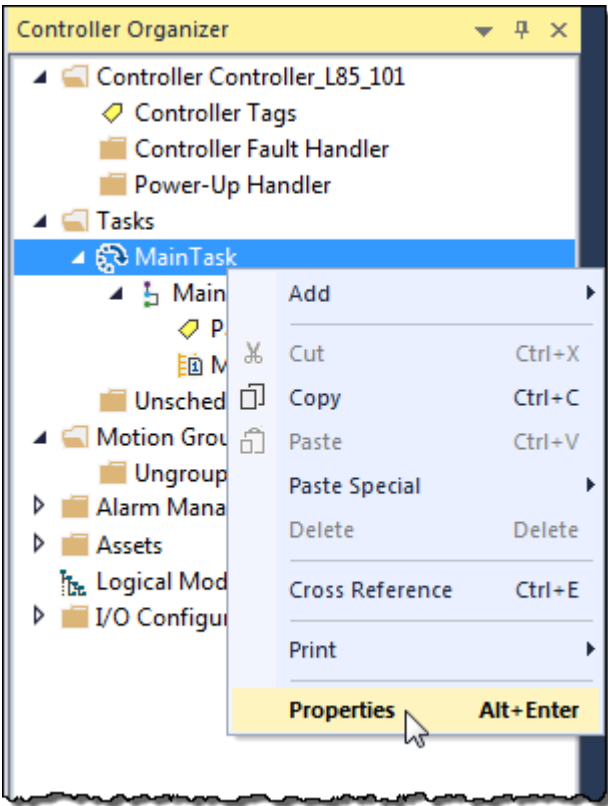 Controller Organizer
Controller Controller_L85_101
Controller Tags
Controller Fault Handler
Power-Up Handler
Tasks
MainTask
Main
P
M
Unsched
Motion Grou
Ungroup
Alarm Mana
Assets
Logical Mod
I/O Configu
Add
Cut Ctrl+X
Copy Ctrl+C
Paste Ctrl+V
Paste Special
Delete Delete
Cross Reference Ctrl+E
Print
Properties Alt+Enter